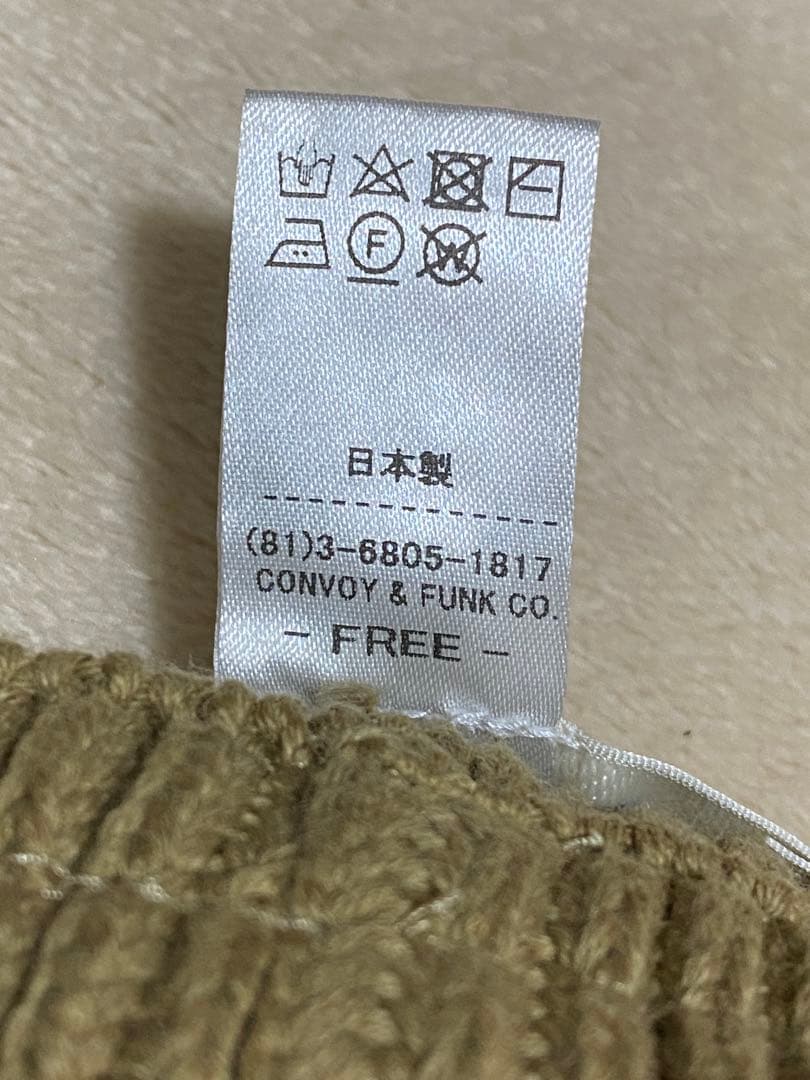 F
W
日本製
(81)3-6805-1817
CONVOY & FUNK CO.
- FREE -